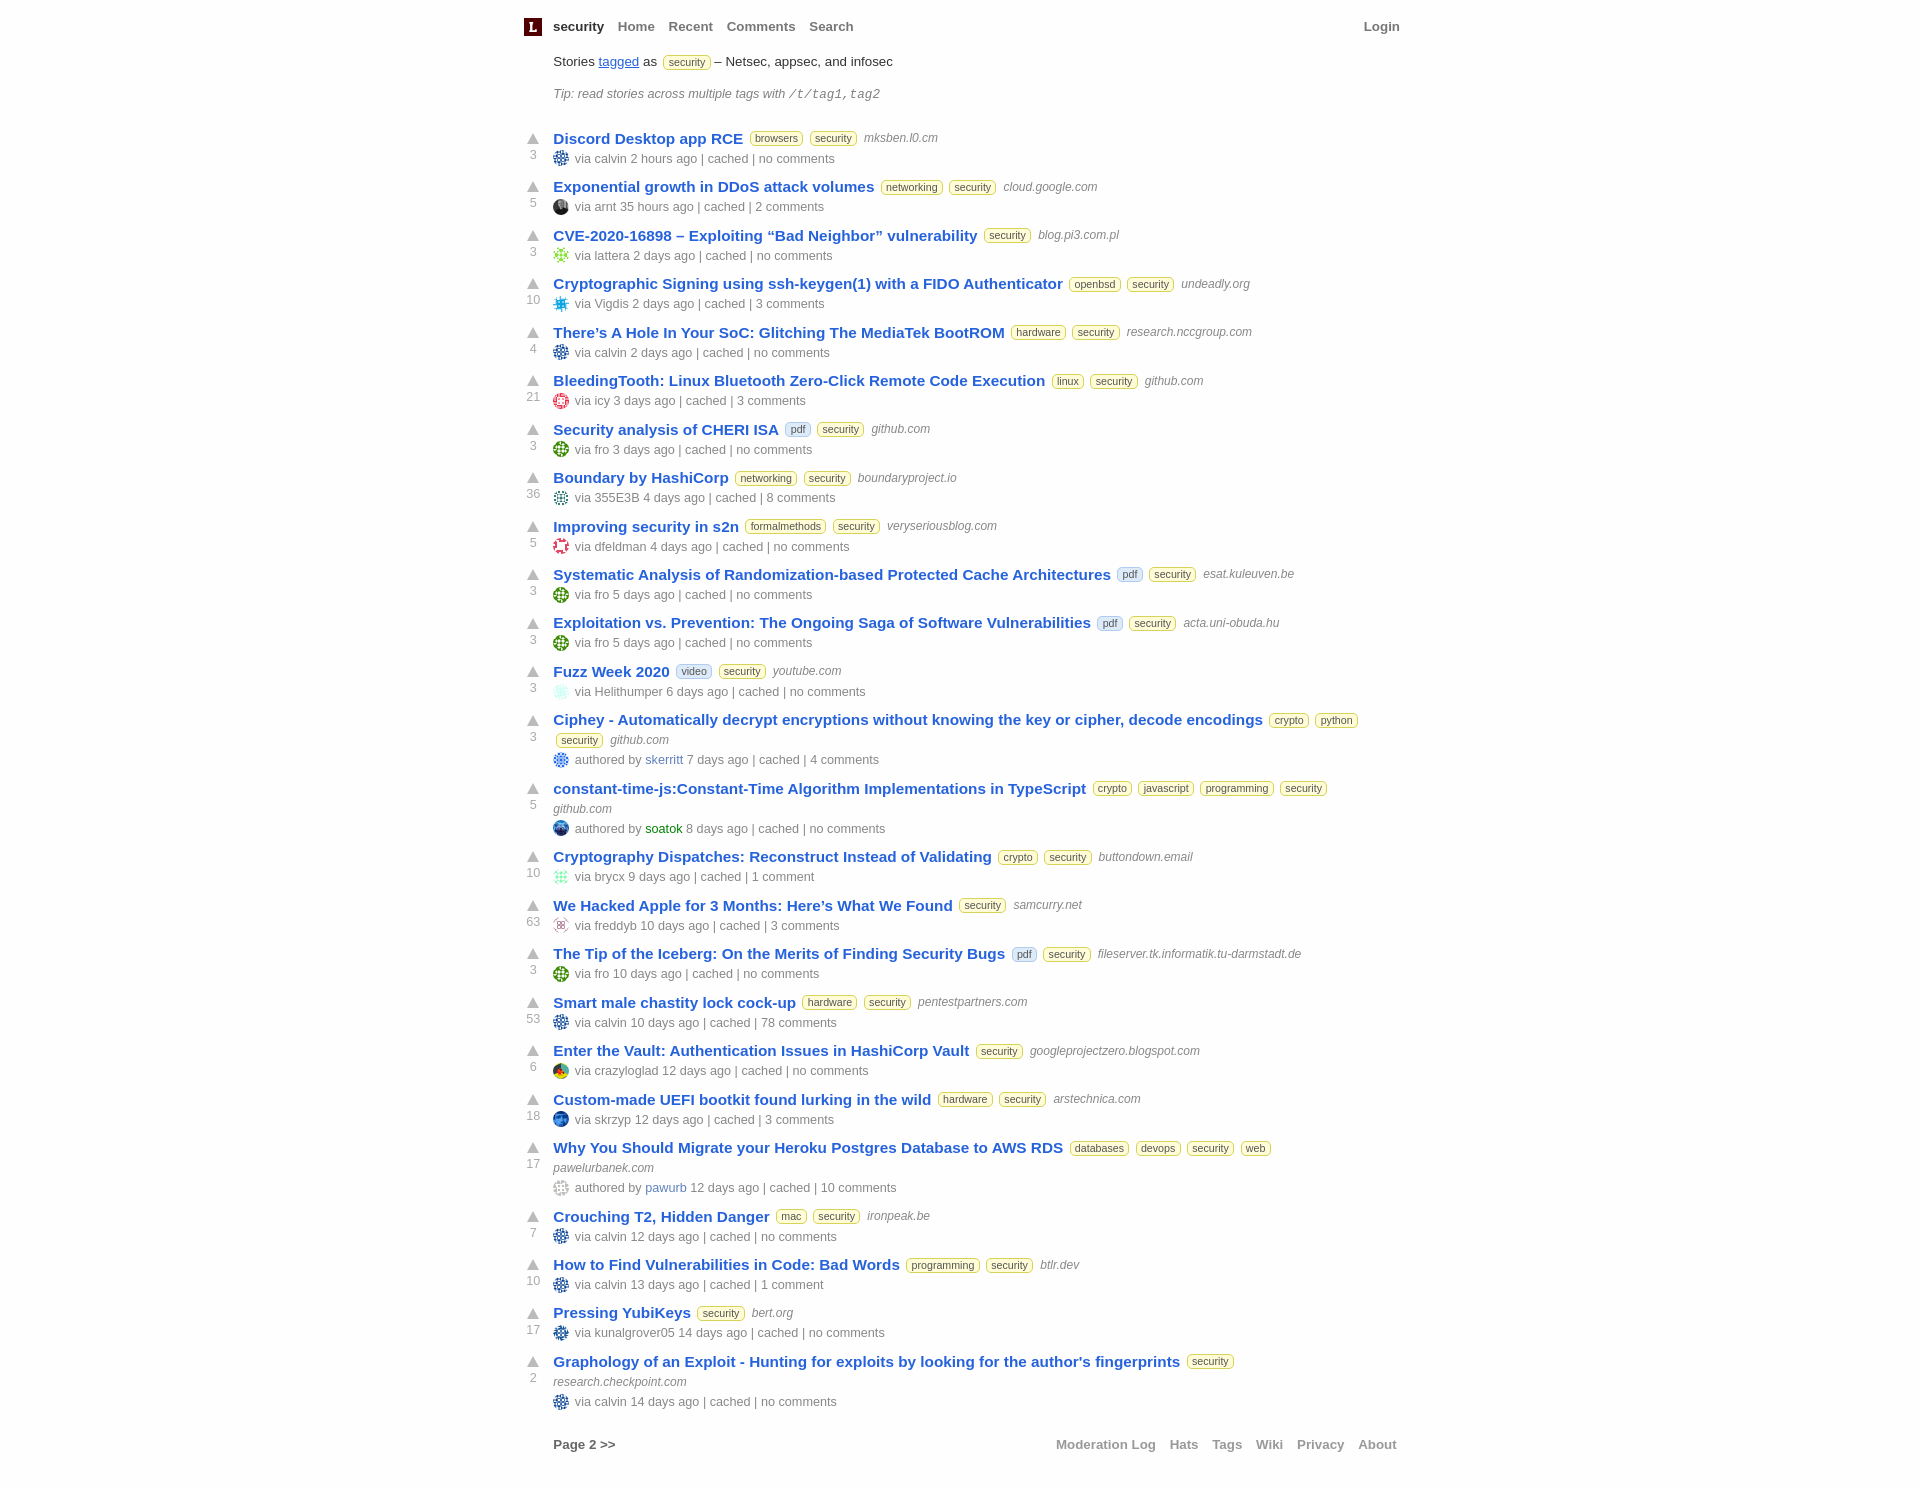 L security Home Recent Comments Search Login
Stories tagged as security – Netsec, appsec, and infosec
Tip: read stories across multiple tags with /t/tag1,tag2
Discord Desktop app RCE browsers security mksben.l0.cm
3 via calvin 2 hours ago | cached | no comments
Exponential growth in DDoS attack volumes networking security cloud.google.com
5 via arnt 35 hours ago | cached | 2 comments
CVE-2020-16898 – Exploiting “Bad Neighbor” vulnerability security blog.pi3.com.pl
3 via lattera 2 days ago | cached | no comments
Cryptographic Signing using ssh-keygen(1) with a FIDO Authenticator openbsd security undeadly.org
10 via Vigdis 2 days ago | cached | 3 comments
There’s A Hole In Your SoC: Glitching The MediaTek BootROM hardware security research.nccgroup.com
4 via calvin 2 days ago | cached | no comments
BleedingTooth: Linux Bluetooth Zero-Click Remote Code Execution linux security github.com
21 via icy 3 days ago | cached | 3 comments
Security analysis of CHERI ISA pdf security github.com
3 via fro 3 days ago | cached | no comments
Boundary by HashiCorp networking security boundaryproject.io
36 via 355E3B 4 days ago | cached | 8 comments
Improving security in s2n formalmethods security veryseriousblog.com
5 via dfeldman 4 days ago | cached | no comments
Systematic Analysis of Randomization-based Protected Cache Architectures pdf security esat.kuleuven.be
3 via fro 5 days ago | cached | no comments
Exploitation vs. Prevention: The Ongoing Saga of Software Vulnerabilities pdf security acta.uni-obuda.hu
3 via fro 5 days ago | cached | no comments
Fuzz Week 2020 video security youtube.com
3 via Helithumper 6 days ago | cached | no comments
Ciphey - Automatically decrypt encryptions without knowing the key or cipher, decode encodings crypto python
3 security github.com
authored by skerritt 7 days ago | cached | 4 comments
constant-time-js:Constant-Time Algorithm Implementations in TypeScript crypto javascript programming security
5 github.com
authored by soatok 8 days ago | cached | no comments
Cryptography Dispatches: Reconstruct Instead of Validating crypto security buttondown.email
10 via brycx 9 days ago | cached | 1 comment
We Hacked Apple for 3 Months: Here’s What We Found security samcurry.net
63 via freddyb 10 days ago | cached | 3 comments
The Tip of the Iceberg: On the Merits of Finding Security Bugs pdf security fileserver.tk.informatik.tu-darmstadt.de
3 via fro 10 days ago | cached | no comments
Smart male chastity lock cock-up hardware security pentestpartners.com
53 via calvin 10 days ago | cached | 78 comments
Enter the Vault: Authentication Issues in HashiCorp Vault security googleprojectzero.blogspot.com
6 via crazyloglad 12 days ago | cached | no comments
Custom-made UEFI bootkit found lurking in the wild hardware security arstechnica.com
18 via skrzyp 12 days ago | cached | 3 comments
Why You Should Migrate your Heroku Postgres Database to AWS RDS databases devops security web
17 pawelurbanek.com
authored by pawurb 12 days ago | cached | 10 comments
Crouching T2, Hidden Danger mac security ironpeak.be
7 via calvin 12 days ago | cached | no comments
How to Find Vulnerabilities in Code: Bad Words programming security btlr.dev
10 via calvin 13 days ago | cached | 1 comment
Pressing YubiKeys security bert.org
17 via kunalgrover05 14 days ago | cached | no comments
Graphology of an Exploit - Hunting for exploits by looking for the author's fingerprints security
2 research.checkpoint.com
via calvin 14 days ago | cached | no comments
Page 2 >> Moderation Log Hats Tags Wiki Privacy About